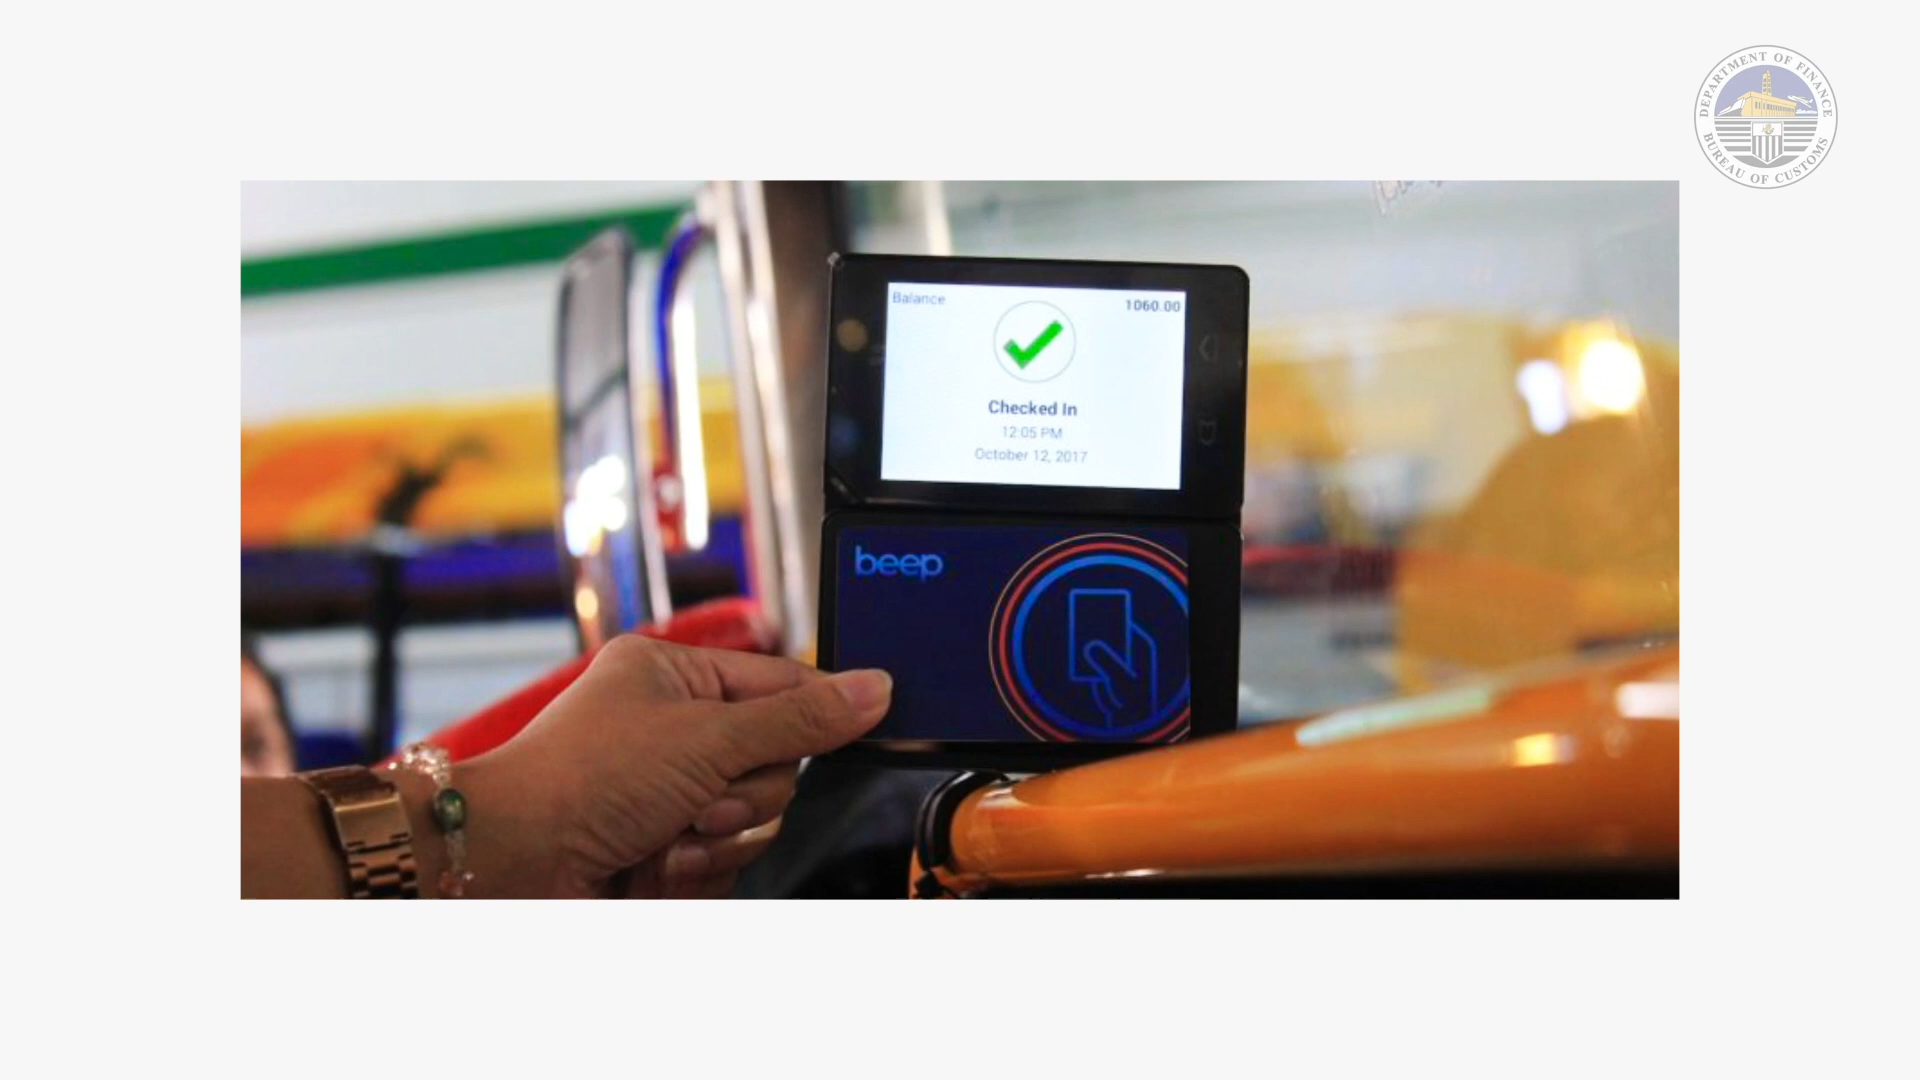 DEPARTMENT OF FINANCE
BUREAU OF CUSTOMS
Balance 1060.00
Checked In
12:05 PM
October 12, 2017
beep